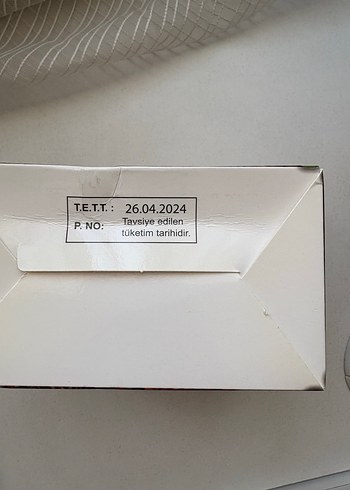 T.E.T.T. : 26.04.2024
P. NO: Tavsiye edilen
tüketim tarihidir.